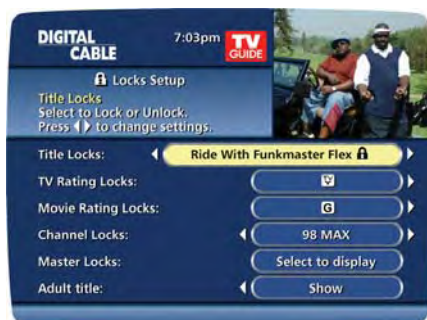 DIGITAL CABLE 7:03pm TV GUIDE
Locks Setup
Title Locks
Select to Lock or Unlock.
Press to change settings.
Title Locks: Ride With Funkmaster Flex
TV Rating Locks: Y
Movie Rating Locks: G
Channel Locks: 98 MAX
Master Locks: Select to display
Adult title: Show